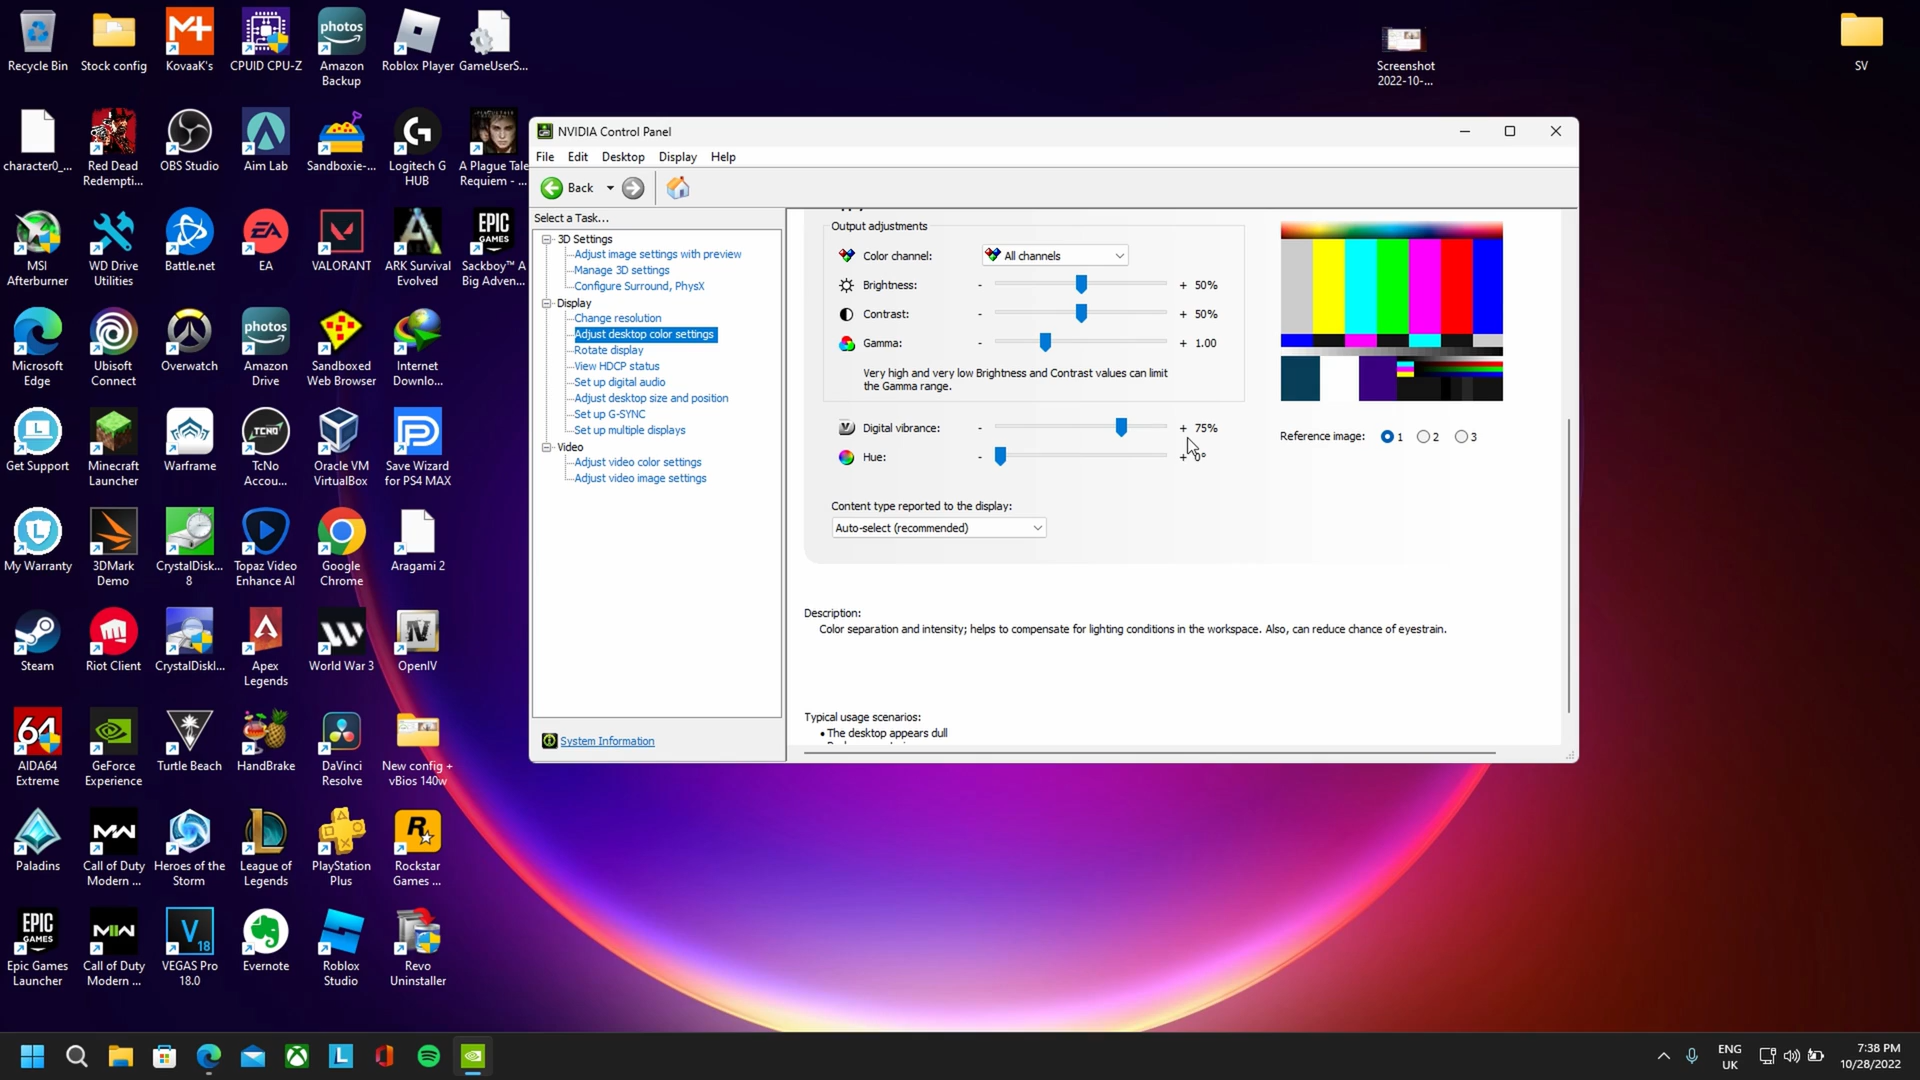 Recycle Bin
Stock config
KovaaK's
CPUID CPU-Z
photos
Amazon
Backup
Roblox Player
GameUserS...
Screenshot
2022-10-...
SV
character0_...
Red Dead
Redempti...
OBS Studio
Aim Lab
Sandboxie-...
Logitech G
HUB
A Plague Tale
Requiem - ...
MSI
Afterburner
WD Drive
Utilities
Battle.net
EA
EA
VALORANT
ARK Survival
Evolved
EPIC
GAMES
Sackboy™ A
Big Adven...
Microsoft
Edge
Ubisoft
Connect
Overwatch
photos
Amazon
Drive
Sandboxed
Web Browser
Internet
Downlo...
Get Support
Minecraft
Launcher
Warframe
TCNO
TcNo
Accou...
Oracle VM
VirtualBox
Save Wizard
for PS4 MAX
My Warranty
3DMark
Demo
CrystalDisk...
8
Topaz Video
Enhance AI
Google
Chrome
Aragami 2
Steam
Riot Client
CrystalDiskI...
Apex
Legends
World War 3
OpenIV
64
AIDA64
Extreme
GeForce
Experience
Turtle Beach
HandBrake
DaVinci
Resolve
New config +
vBios 140w
Paladins
Call of Duty
Modern ...
Heroes of the
Storm
League of
Legends
PlayStation
Plus
Rockstar
Games ...
EPIC
GAMES
Epic Games
Launcher
Call of Duty
Modern ...
V
18
VEGAS Pro
18.0
Evernote
Roblox
Studio
Revo
Uninstaller
NVIDIA Control Panel
File Edit Desktop Display Help
Back
Select a Task...
3D Settings
Adjust image settings with preview
Manage 3D settings
Configure Surround, PhysX
Display
Change resolution
Adjust desktop color settings
Rotate display
View HDCP status
Set up digital audio
Adjust desktop size and position
Set up G-SYNC
Set up multiple displays
Video
Adjust video color settings
Adjust video image settings
System Information
Output adjustments
Color channel: All channels
Brightness: - + 50%
Contrast: - + 50%
Gamma: - + 1.00
Very high and very low Brightness and Contrast values can limit
the Gamma range.
Digital vibrance: - + 75%
Hue: - + 0°
Reference image: 1 2 3
Content type reported to the display:
Auto-select (recommended)
Description:
Color separation and intensity; helps to compensate for lighting conditions in the workspace. Also, can reduce chance of eyestrain.
Typical usage scenarios:
• The desktop appears dull
L
ENG
UK
7:38 PM
10/28/2022